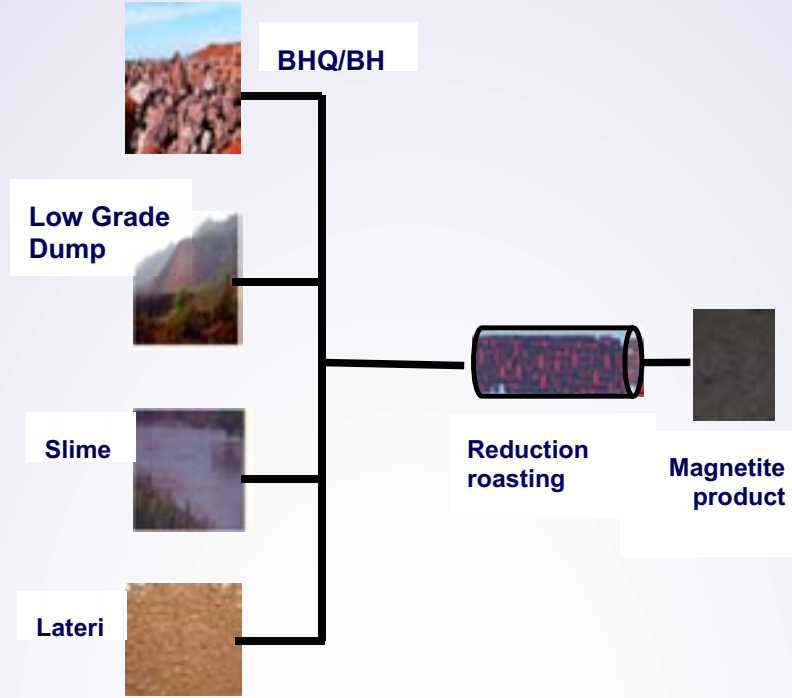 BHQ/BH
Low Grade
Dump
Slime
Lateri
Reduction
roasting
Magnetite
product